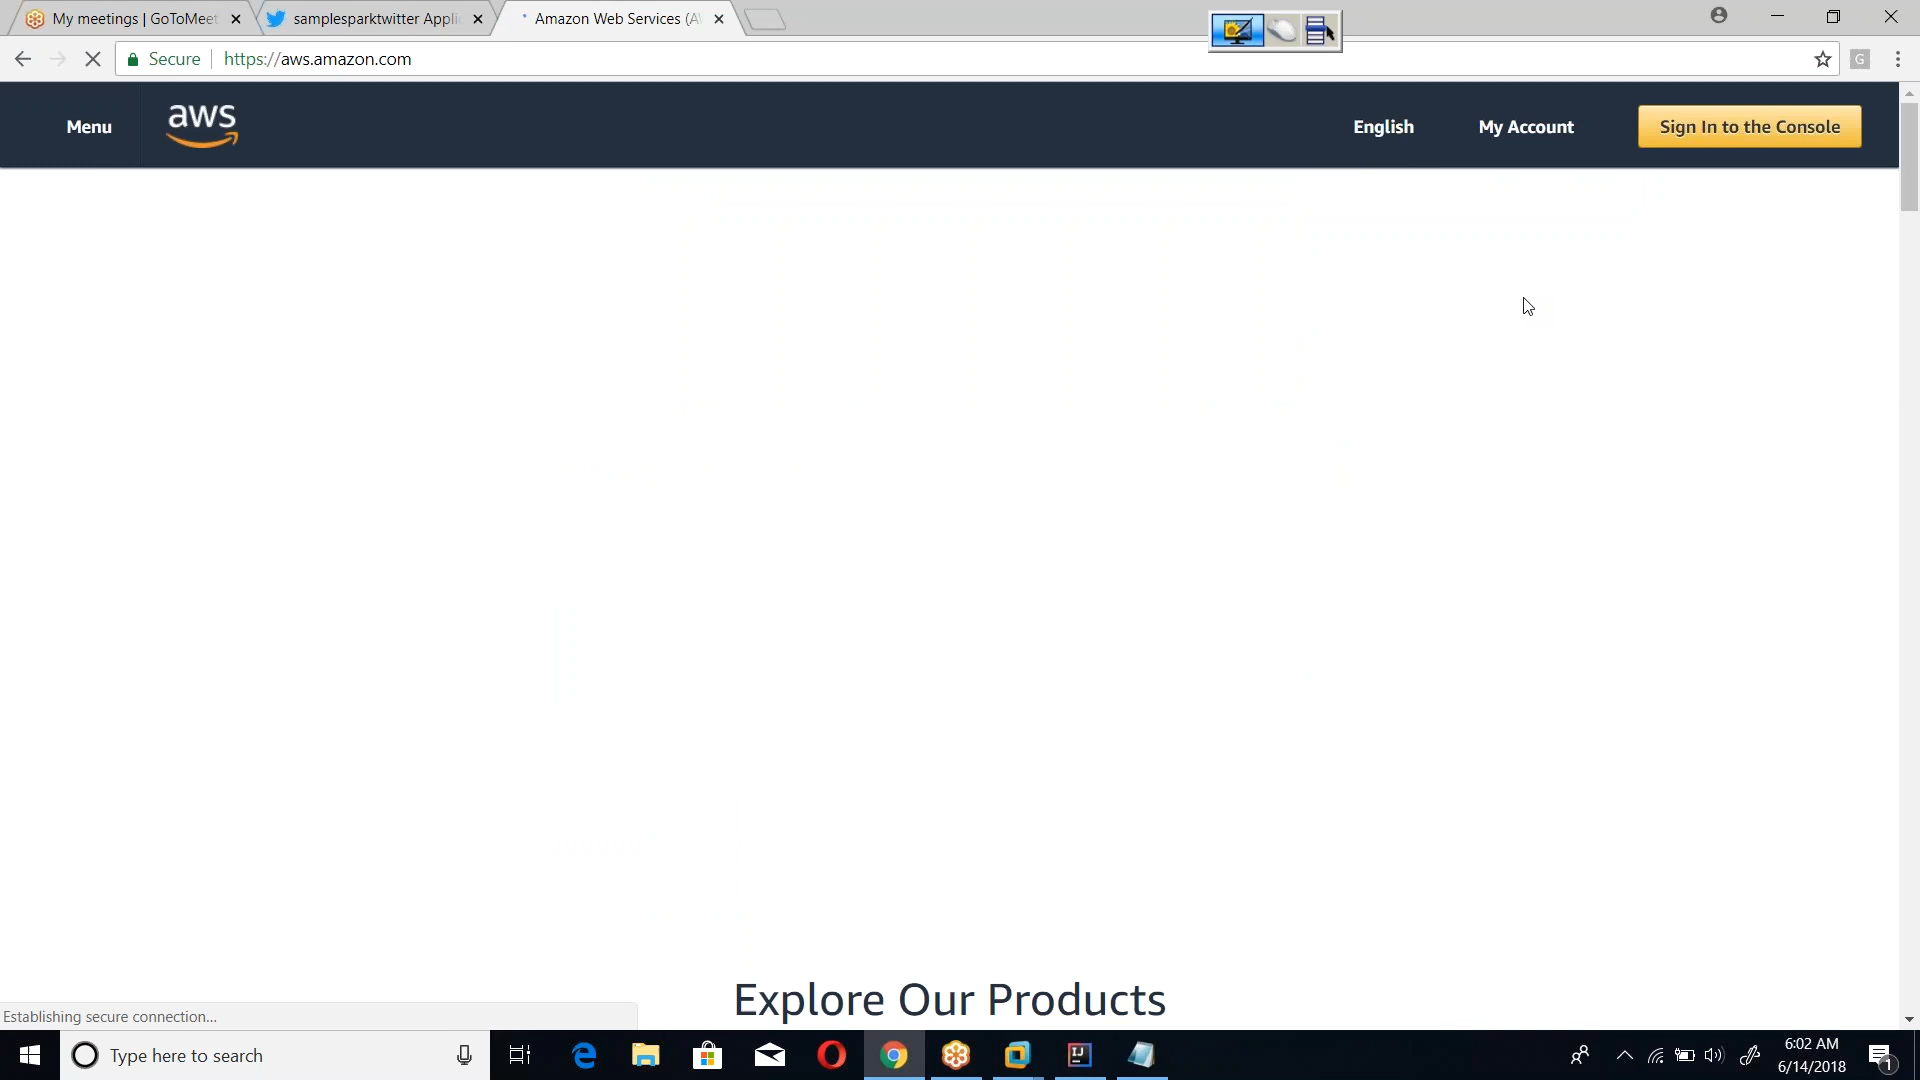 My meetings | GoToMeet
samplesparktwitter Appli
Amazon Web Services (A
Secure
https://aws.amazon.com
G
Menu
aws
English
My Account
Sign In to the Console
Explore Our Products
Establishing secure connection...
Type here to search
6:02 AM
6/14/2018
1